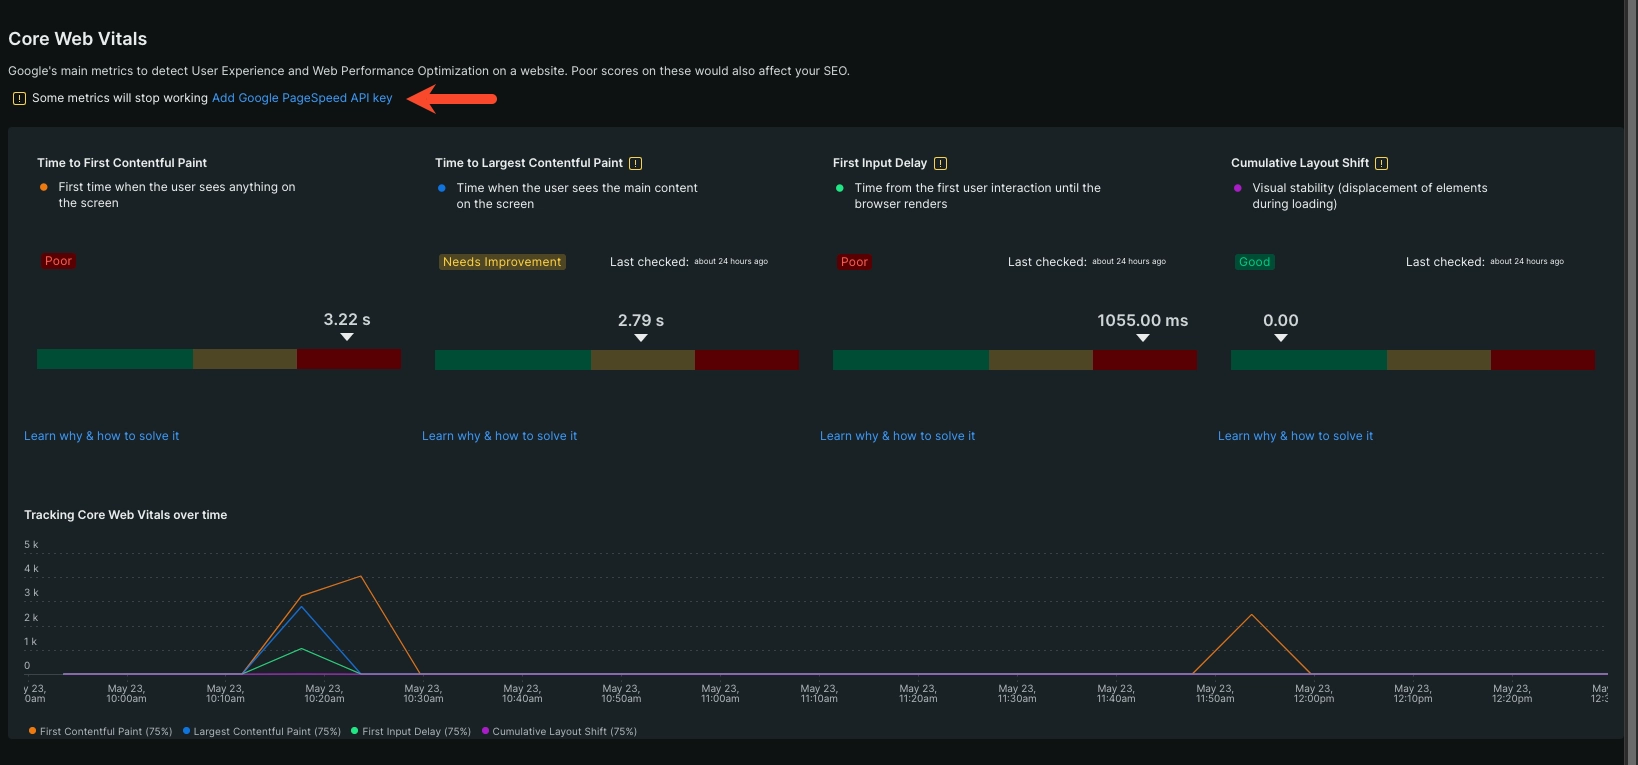 Core Web Vitals
Google's main metrics to detect User Experience and Web Performance Optimization on a website. Poor scores on these would also affect your SEO.
Some metrics will stop working Add Google PageSpeed API key
Time to First Contentful Paint
First time when the user sees anything on
the screen
Poor
3.22 s
Learn why & how to solve it
Time to Largest Contentful Paint
Time when the user sees the main content
on the screen
Needs Improvement
Last checked: about 24 hours ago
2.79 s
Learn why & how to solve it
First Input Delay
Time from the first user interaction until the
browser renders
Poor
Last checked: about 24 hours ago
1055.00 ms
Learn why & how to solve it
Cumulative Layout Shift
Visual stability (displacement of elements
during loading)
Good
Last checked: about 24 hours ago
0.00
Learn why & how to solve it
Tracking Core Web Vitals over time
5 k
4 k
3 k
2 k
1 k
0
y 23,
0am
May 23,
10:00am
May 23,
10:10am
May 23,
10:20am
May 23,
10:30am
May 23,
10:40am
May 23,
10:50am
May 23,
11:00am
May 23,
11:10am
May 23,
11:20am
May 23,
11:30am
May 23,
11:40am
May 23,
11:50am
May 23,
12:00pm
May 23,
12:10pm
May 23,
12:20pm
First Contentful Paint (75%)
Largest Contentful Paint (75%)
First Input Delay (75%)
Cumulative Layout Shift (75%)